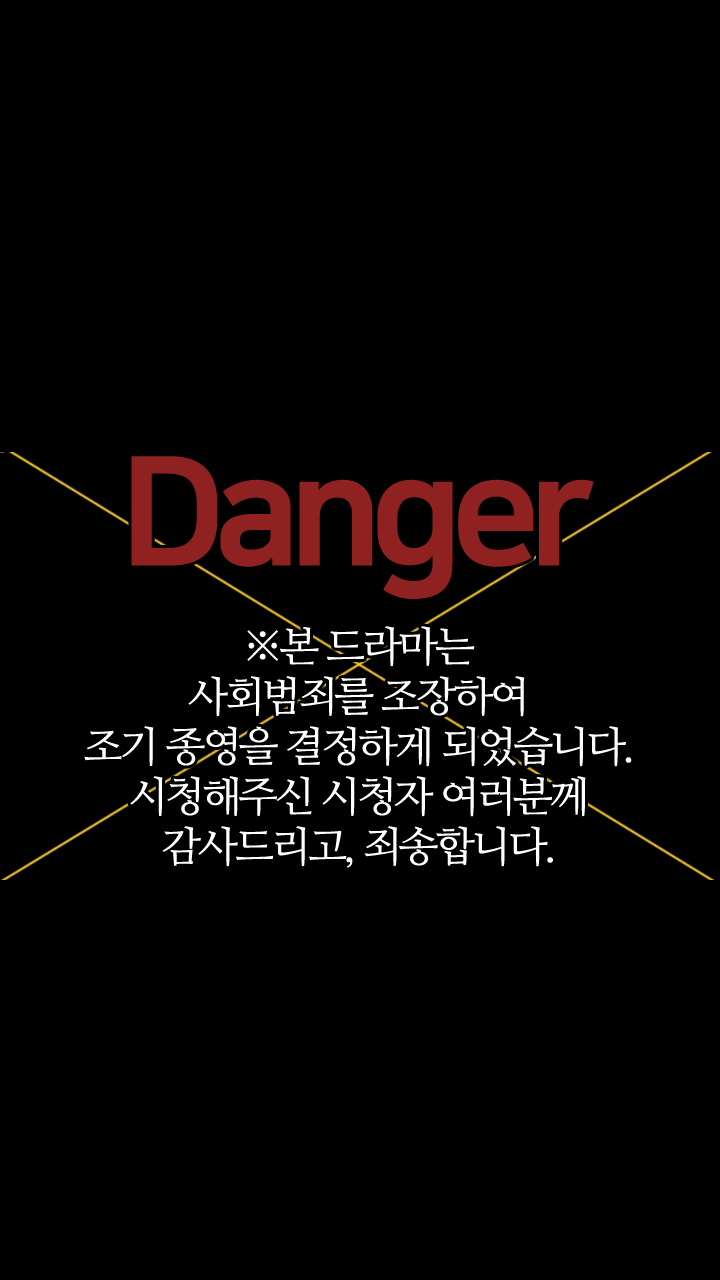 Danger
※본 드라마는
사회범죄를 조장하여
조기 종영을 결정하게 되었습니다.
시청해주신 시청자 여러분께
감사드리고, 죄송합니다.